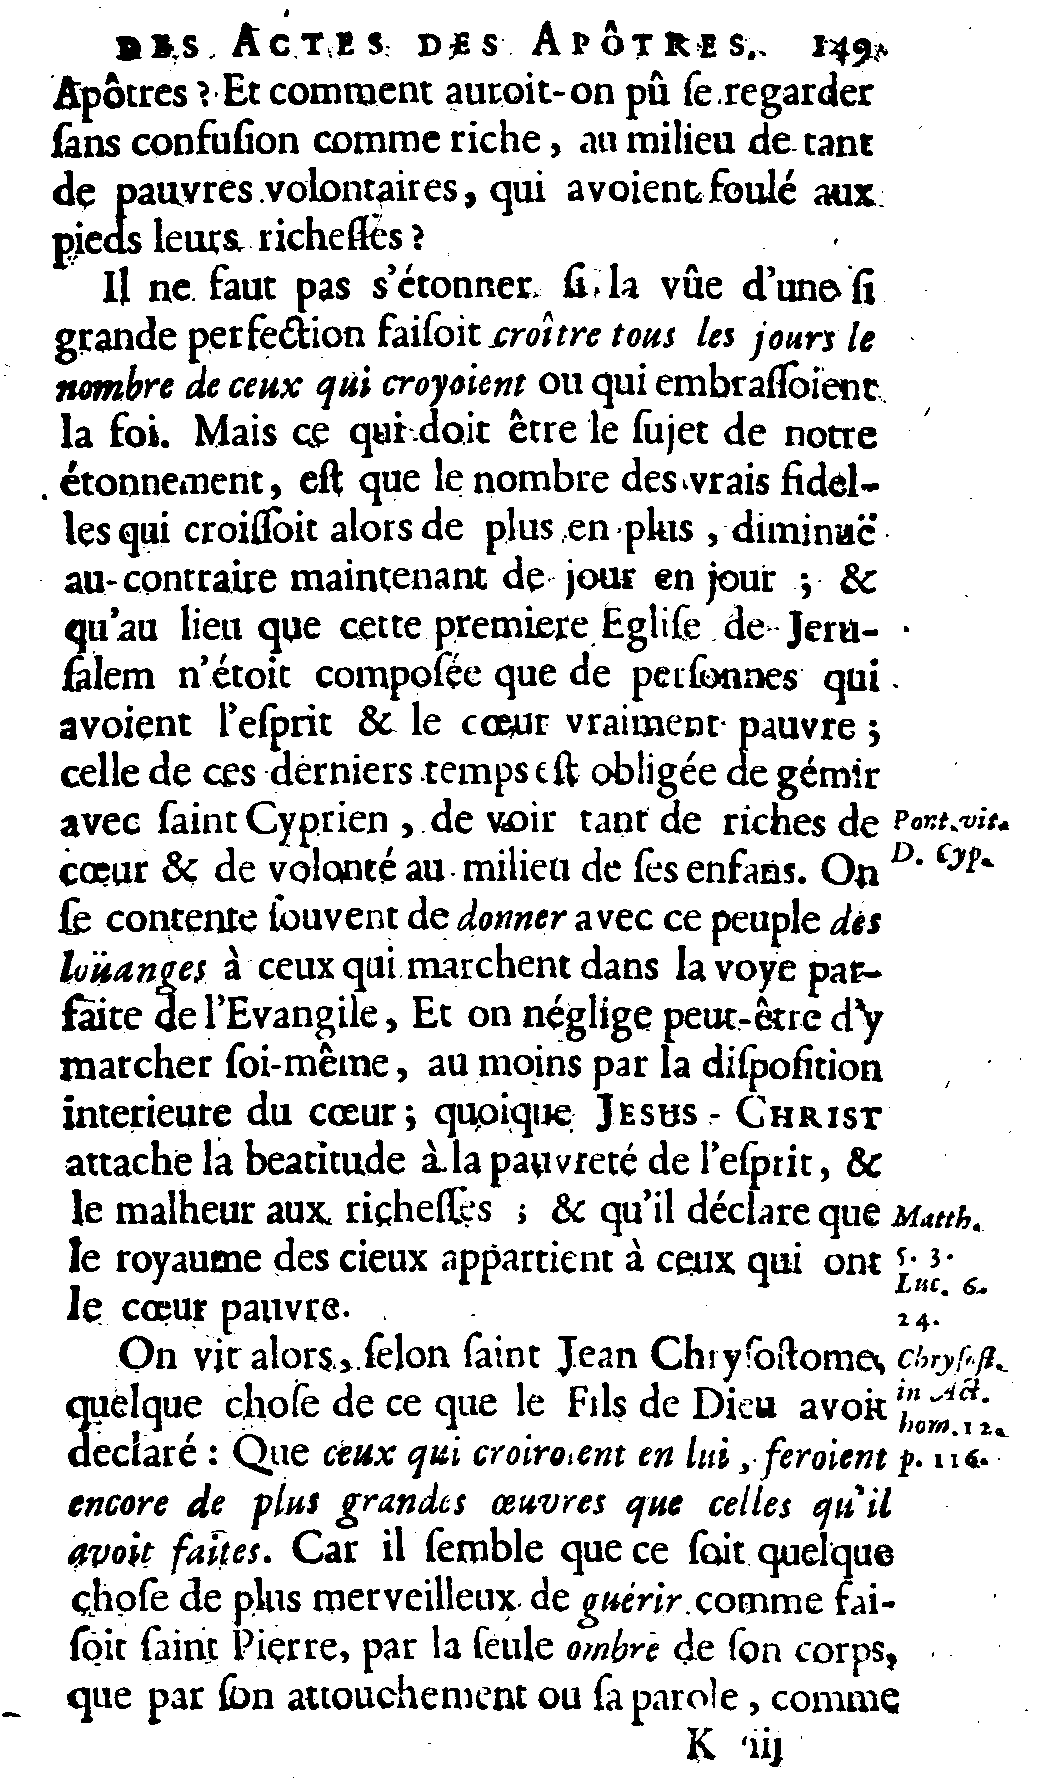 DES ACTES DES APÔTRES. 149
Apôtres ? Et comment auroit-on pû ſe regarder
ſans confuſion comme riche, au milieu de tant
de pauvres volontaires, qui avoient foulé aux
pieds leurs richeſſes ?
Il ne faut pas s'étonner ſi la vûe d'une ſi
grande perfection faiſoit croître tous les jours le
nombre de ceux qui croyoient ou qui embraſſoient
la foi. Mais ce qui doit être le ſujet de notre
étonnement, eſt que le nombre des vrais fidel-
les qui croiſſoit alors de plus en plus, diminuë
au-contraire maintenant de jour en jour ; &
qu'au lieu que cette premiere Egliſe de Jeru-
ſalem n'étoit compoſée que de perſonnes qui
avoient l'eſprit & le cœur vraiment pauvre ;
celle de ces derniers temps eſt obligée de gémir
avec ſaint Cyprien, de voir tant de riches de Pont. vit.
cœur & de volonté au milieu de ſes enfans. On D. Cyp.
ſe contente ſouvent de donner avec ce peuple des
loüanges à ceux qui marchent dans la voye par-
faite de l'Evangile, Et on néglige peut-être d'y
marcher ſoi-même, au moins par la diſpoſition
interieure du cœur ; quoique JESUS-CHRIST
attache la beatitude à la pauvreté de l'eſprit, &
le malheur aux richeſſes ; & qu'il déclare que Matth.
le royaume des cieux appartient à ceux qui ont 5. 3.
Luc. 6.
le cœur pauvre.
24.
On vit alors, ſelon ſaint Jean Chryſoſtome, Chryſoſt.
quelque choſe de ce que le Fils de Dieu avoit in Act.
hom. 12.
declaré : Que ceux qui croiroient en lui, feroient p. 116.
encore de plus grandes œuvres que celles qu'il
avoit faites. Car il ſemble que ce ſoit quelque
choſe de plus merveilleux de guérir comme fai-
ſoit ſaint Pierre, par la ſeule ombre de ſon corps,
que par ſon attouchement ou ſa parole, comme
K iij